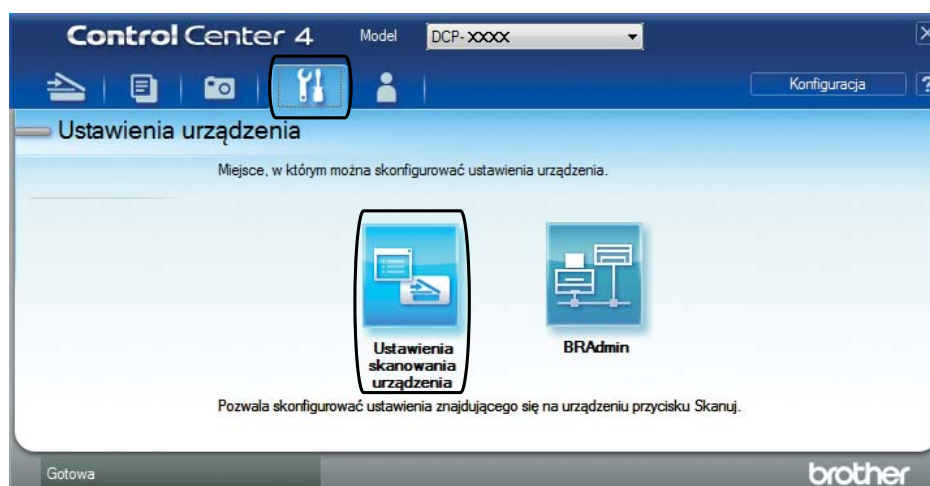 Control Center 4 Model DCP-XXXX
Konfiguracja ?
Ustawienia urządzenia
Miejsce, w którym można skonfigurować ustawienia urządzenia.
Ustawienia
skanowania
urządzenia
BRAdmin
Pozwala skonfigurować ustawienia znajdującego się na urządzeniu przycisku Skanuj.
Gotowa
brother